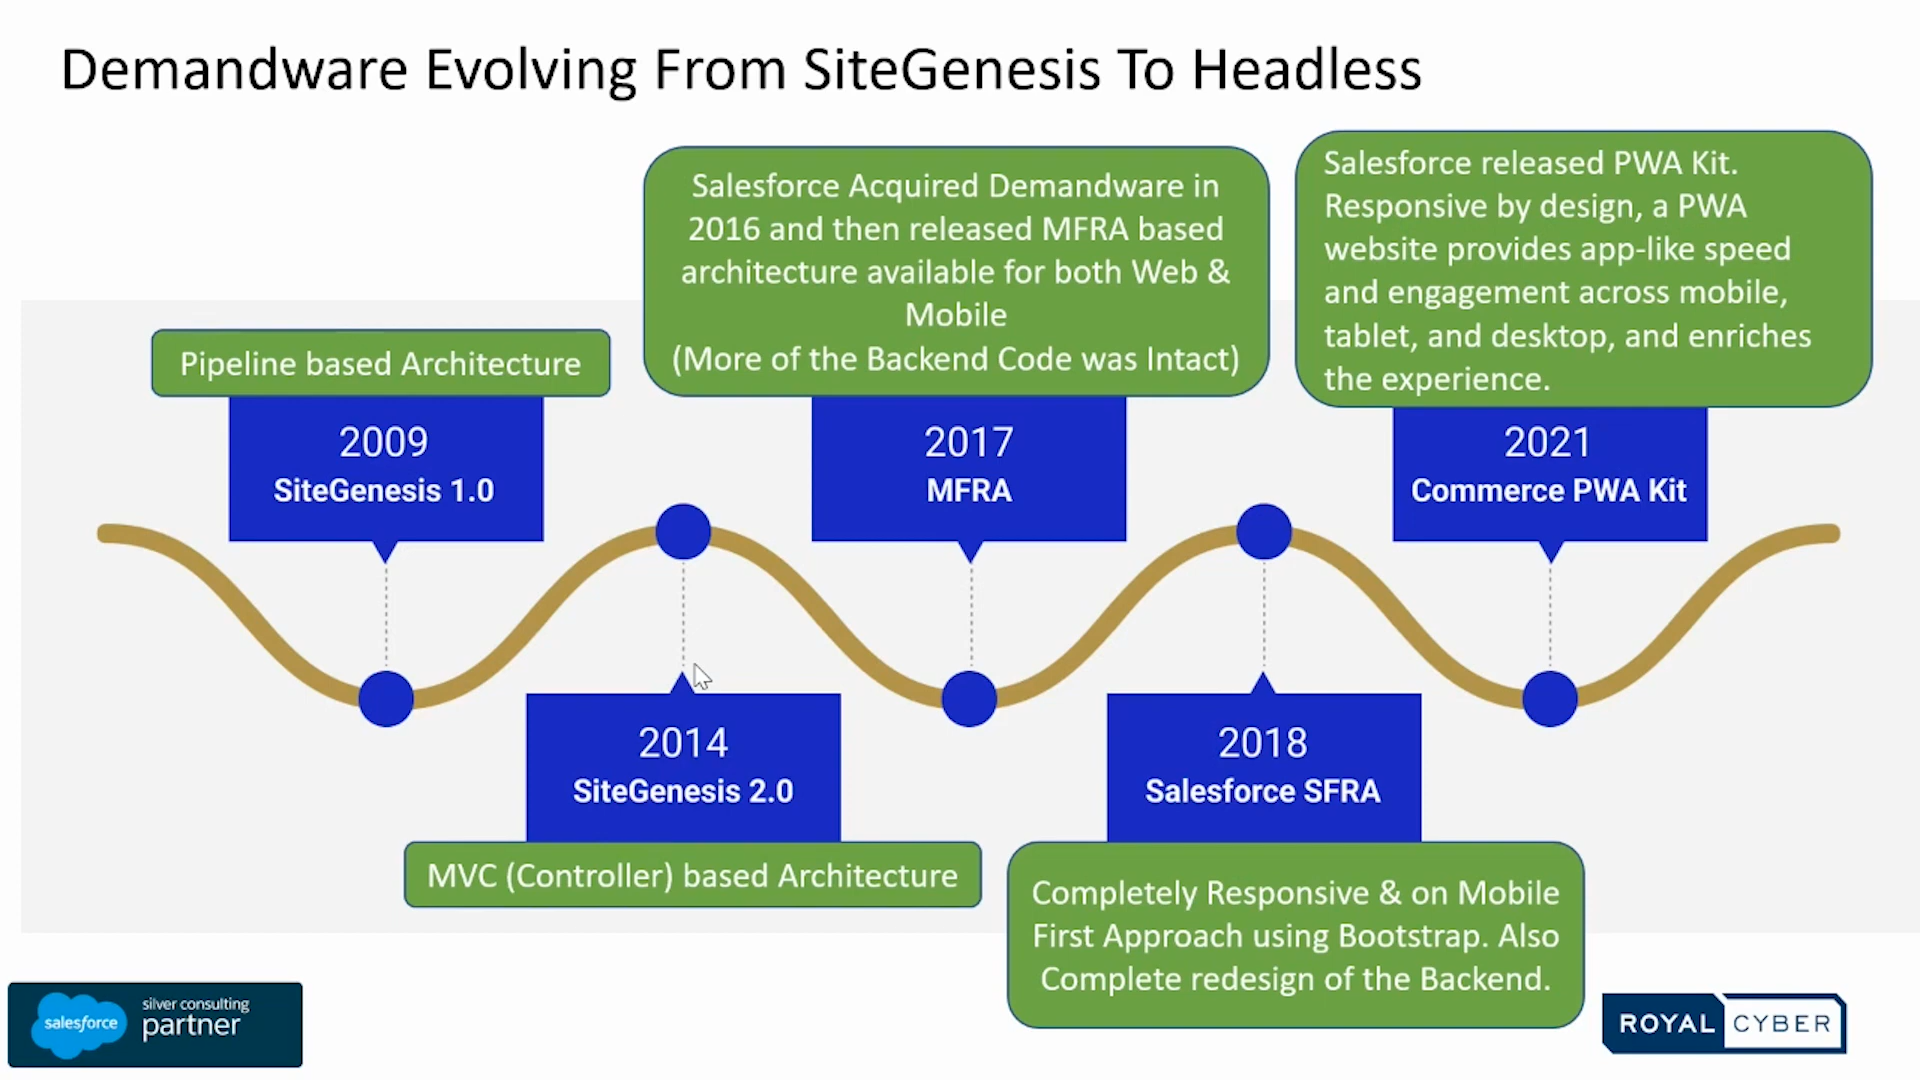 Demandware Evolving From SiteGenesis To Headless
Pipeline based Architecture
2009
SiteGenesis 1.0
2014
SiteGenesis 2.0
MVC (Controller) based Architecture
Salesforce Acquired Demandware in
2016 and then released MFRA based
architecture available for both Web &
Mobile
(More of the Backend Code was Intact)
2017
MFRA
2018
Salesforce SFRA
Completely Responsive & on Mobile
First Approach using Bootstrap. Also
Complete redesign of the Backend.
Salesforce released PWA Kit.
Responsive by design, a PWA
website provides app-like speed
and engagement across mobile,
tablet, and desktop, and enriches
the experience.
2021
Commerce PWA Kit
salesforce
silver consulting
partner
ROYAL CYBER